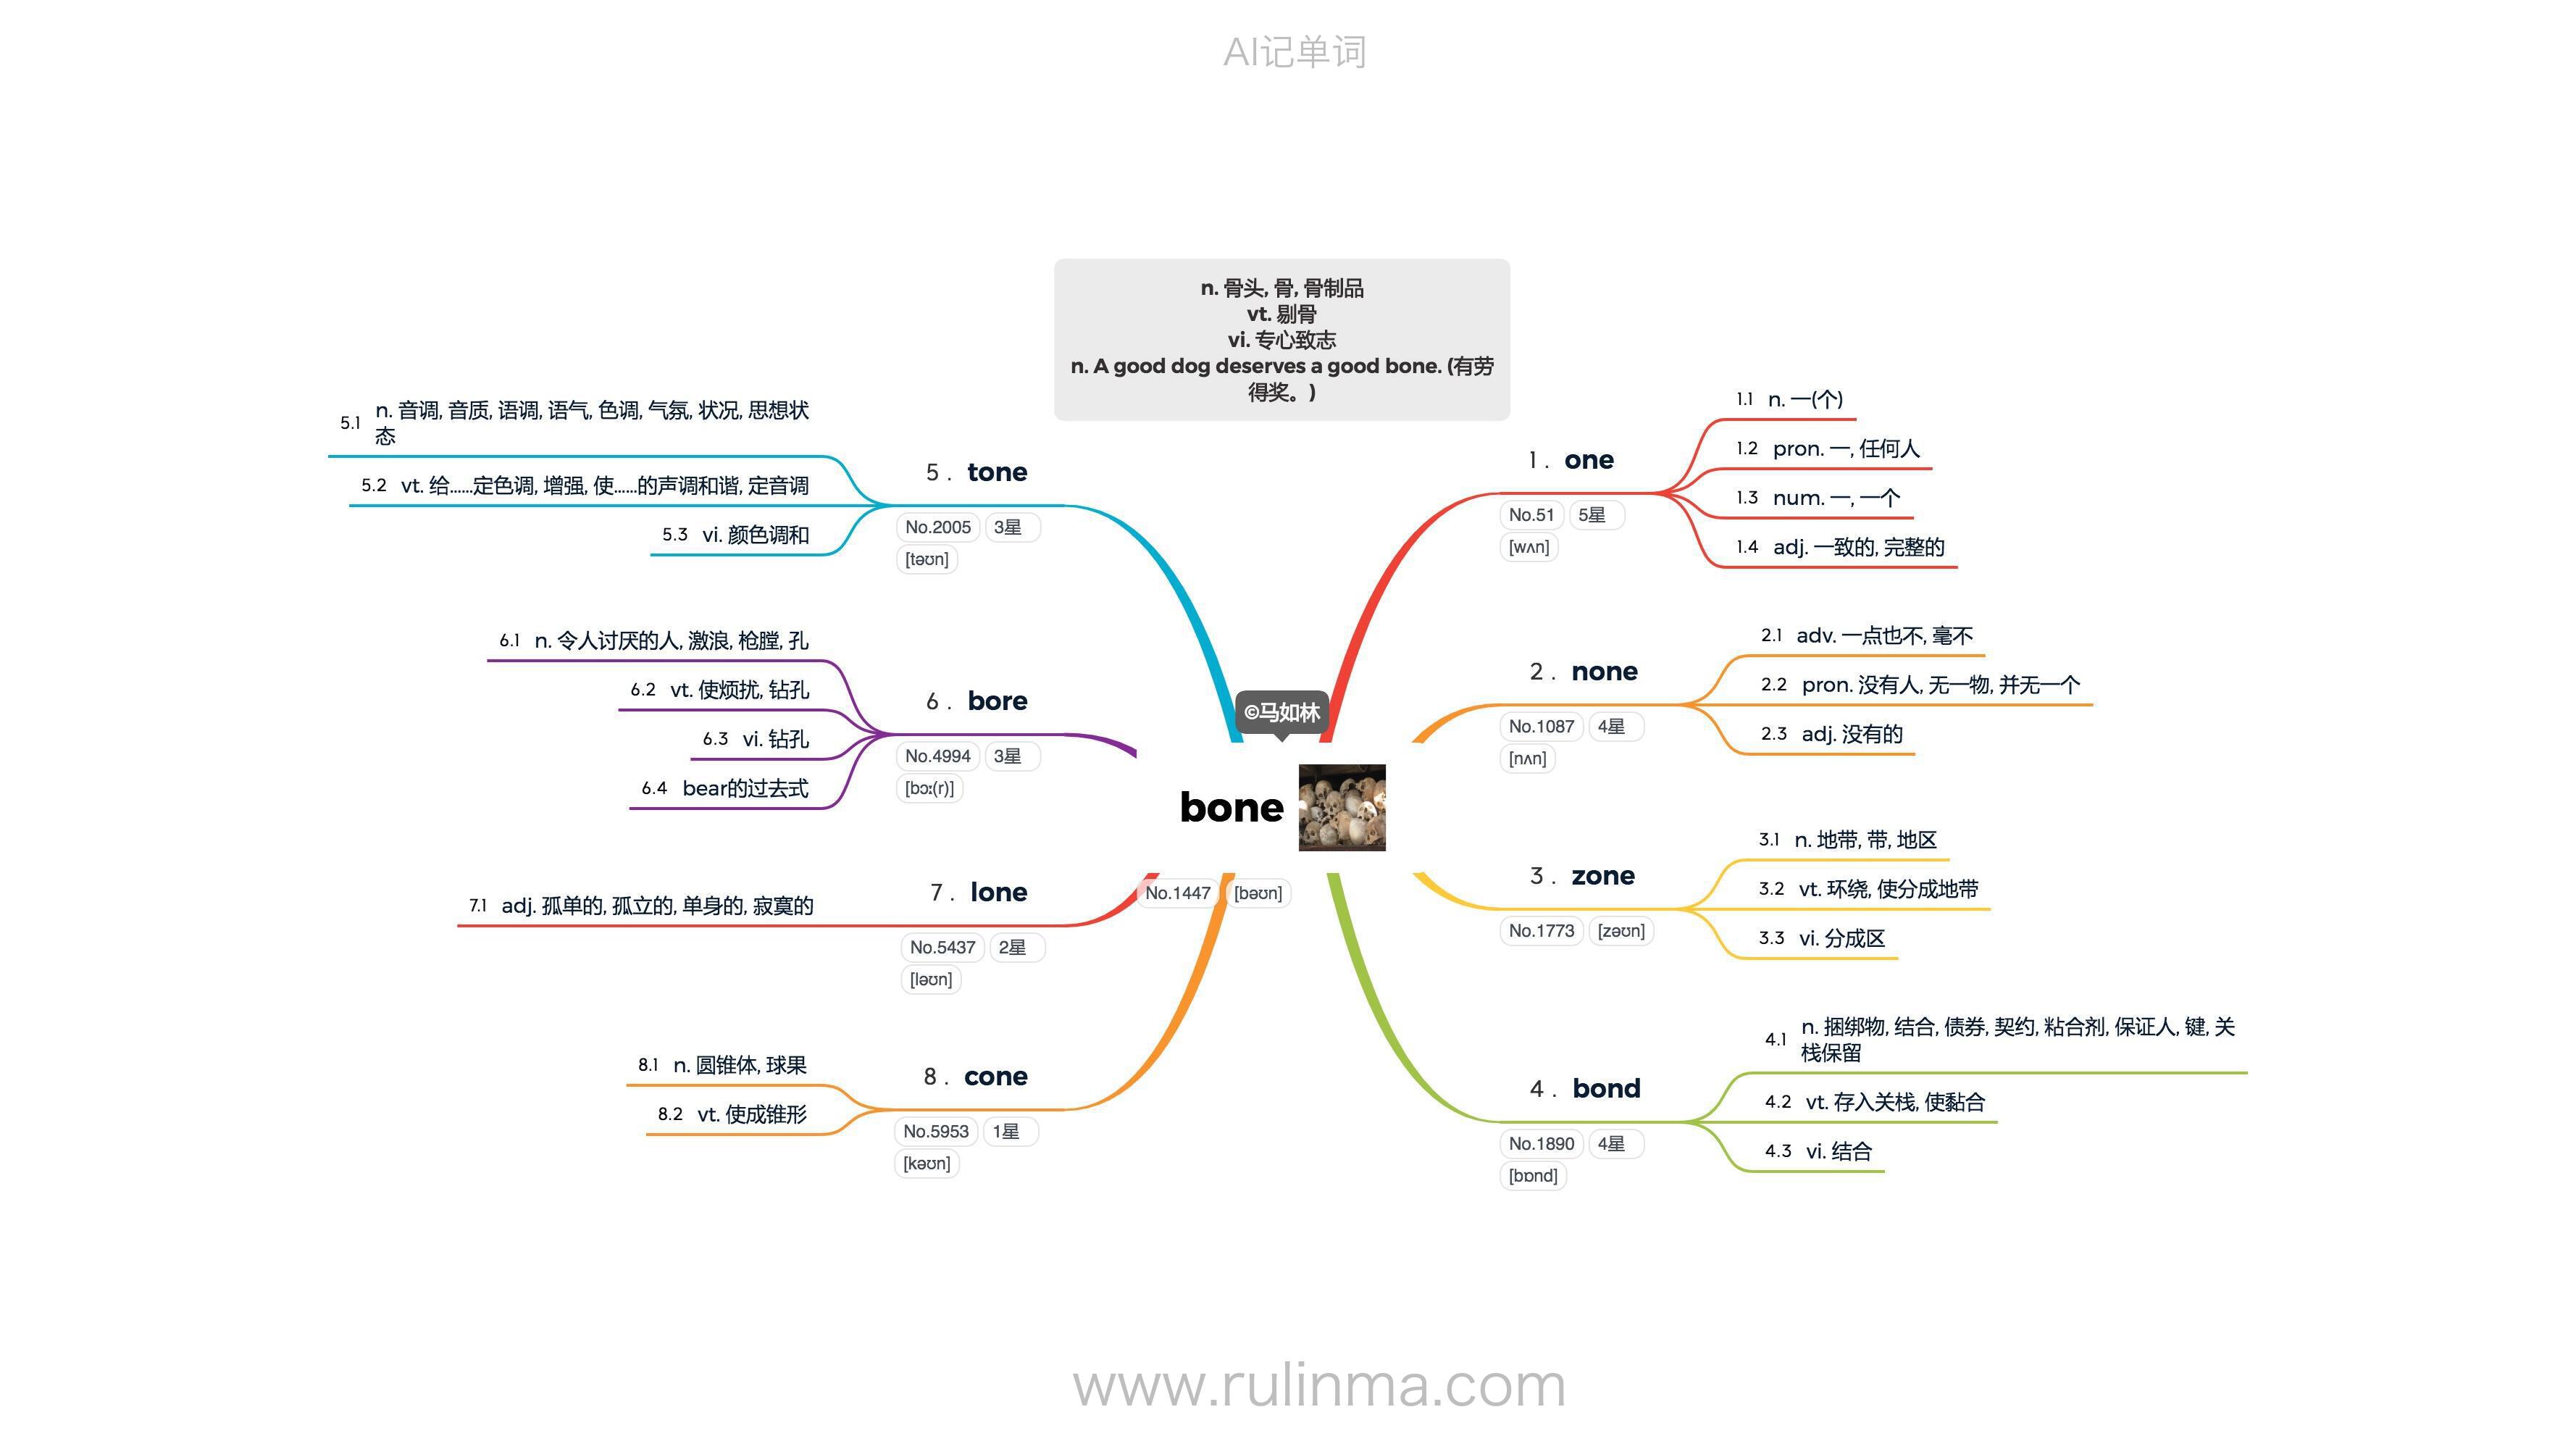 AI记单词
n. 骨头, 骨, 骨制品
vt. 剔骨
vi. 专心致志
n. A good dog deserves a good bone. (有劳
得奖。)
©马如林
bone
No.1447 [bəʊn]
1 . one
No.51 5星
[wʌn]
1.1 n. 一(个)
1.2 pron. 一, 任何人
1.3 num. 一, 一个
1.4 adj. 一致的, 完整的
2 . none
No.1087 4星
[nʌn]
2.1 adv. 一点也不, 毫不
2.2 pron. 没有人, 无一物, 并无一个
2.3 adj. 没有的
3 . zone
No.1773 [zəʊn]
3.1 n. 地带, 带, 地区
3.2 vt. 环绕, 使分成地带
3.3 vi. 分成区
4 . bond
No.1890 4星
[bɒnd]
4.1 n. 捆绑物, 结合, 债券, 契约, 粘合剂, 保证人, 键, 关
栈保留
4.2 vt. 存入关栈, 使黏合
4.3 vi. 结合
5 . tone
No.2005 3星
[təʊn]
5.1 n. 音调, 音质, 语调, 语气, 色调, 气氛, 状况, 思想状
态
5.2 vt. 给……定色调, 增强, 使……的声调和谐, 定音调
5.3 vi. 颜色调和
6 . bore
No.4994 3星
[bɔː(r)]
6.1 n. 令人讨厌的人, 激浪, 枪膛, 孔
6.2 vt. 使烦扰, 钻孔
6.3 vi. 钻孔
6.4 bear的过去式
7 . lone
No.5437 2星
[ləʊn]
7.1 adj. 孤单的, 孤立的, 单身的, 寂寞的
8 . cone
No.5953 1星
[kəʊn]
8.1 n. 圆锥体, 球果
8.2 vt. 使成锥形
www.rulinma.com